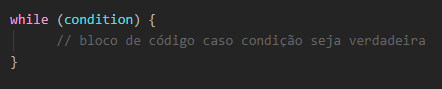 while (condition) {
// bloco de código caso condição seja verdadeira
}